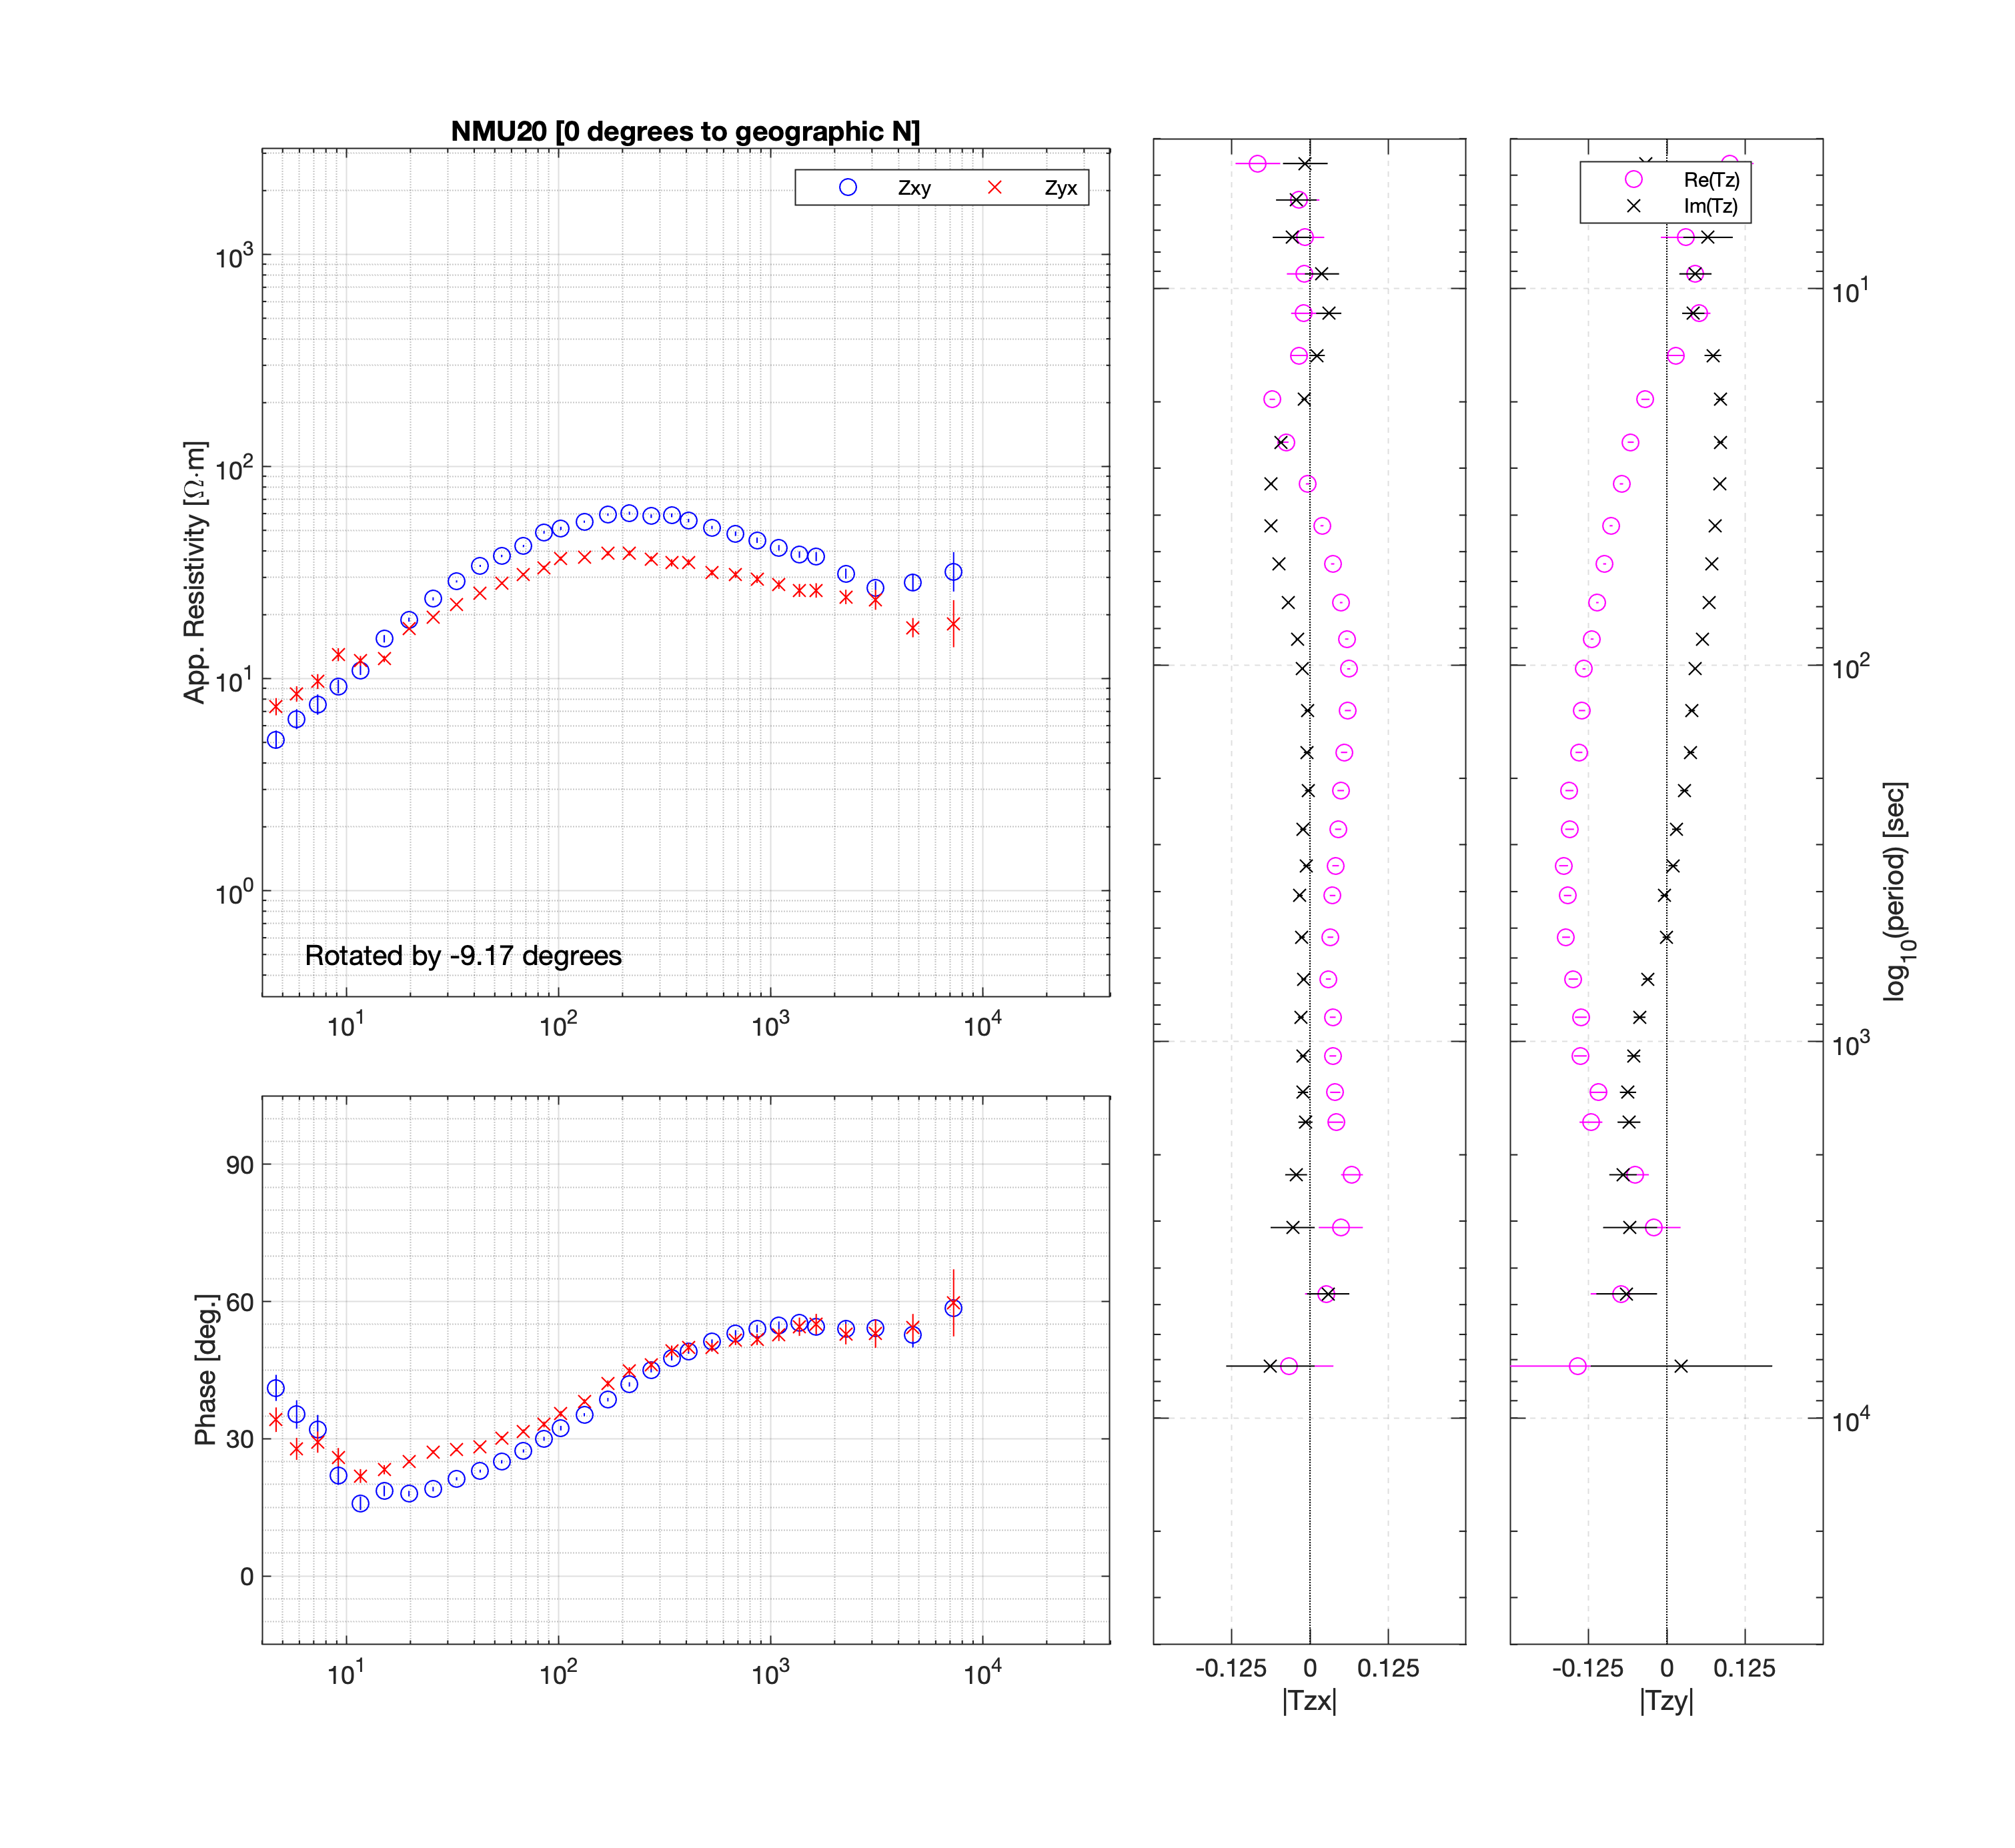 NMU20 [0 degrees to geographic N]
Zxy Zyx
App. Resistivity [Ω·m]
10³
10²
10¹
10⁰
Rotated by -9.17 degrees
10¹ 10² 10³ 10⁴
Phase [deg.]
90
60
30
0
10¹ 10² 10³ 10⁴
-0.125 0 0.125
|Tzx|
Re(Tz)
Im(Tz)
-0.125 0 0.125
|Tzy|
10¹
10²
10³
10⁴
log₁₀(period) [sec]